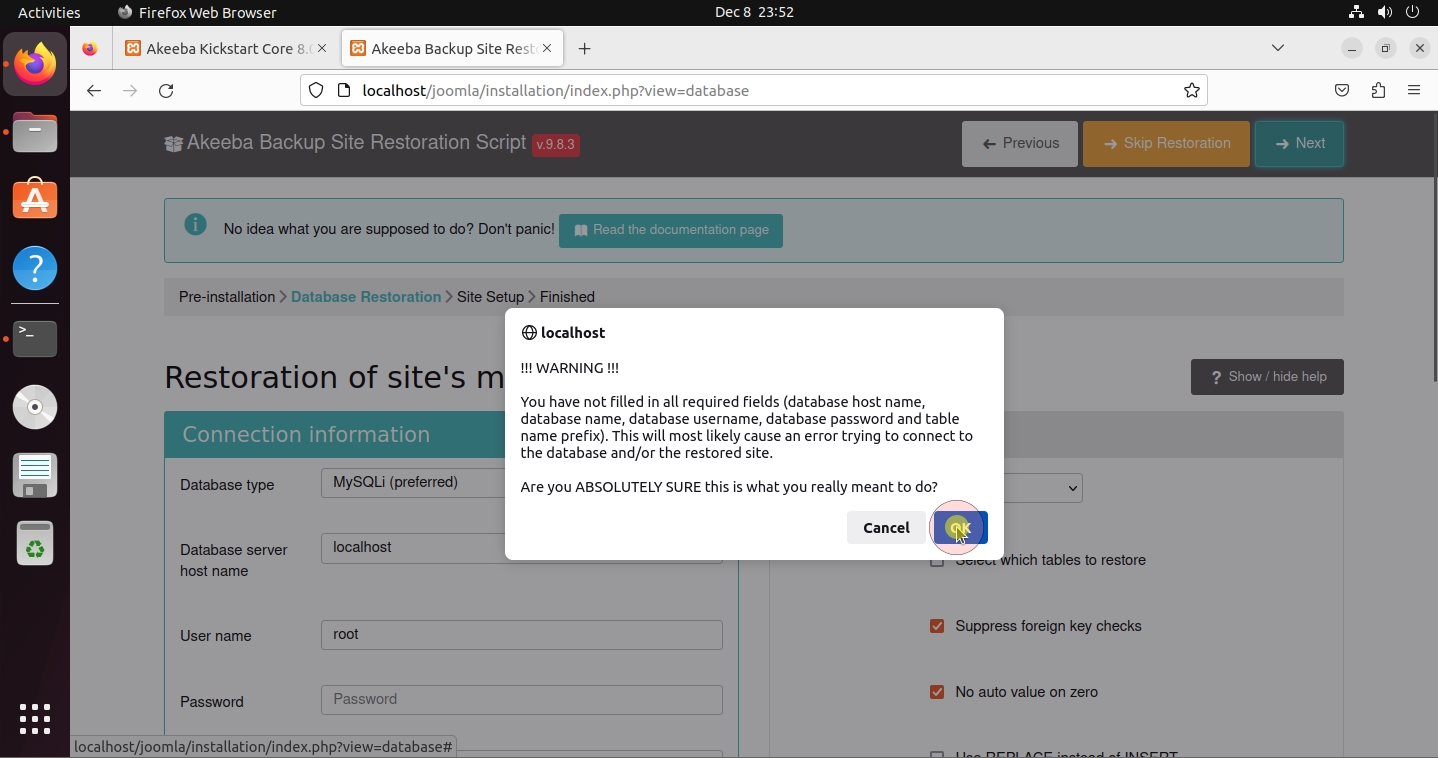 Activities
Firefox Web Browser
Dec 8 23:52
Akeeba Kickstart Core 8.0
Akeeba Backup Site Rest
localhost/joomla/installation/index.php?view=database
Akeeba Backup Site Restoration Script v.9.8.3
Previous
Skip Restoration
Next
No idea what you are supposed to do? Don't panic!
Read the documentation page
Pre-installation > Database Restoration > Site Setup > Finished
Restoration of site's m
? Show / hide help
Connection information
localhost
!!! WARNING !!!
You have not filled in all required fields (database host name,
database name, database username, database password and table
name prefix). This will most likely cause an error trying to connect to
the database and/or the restored site.
Are you ABSOLUTELY SURE this is what you really meant to do?
Cancel
OK
Database type
MySQLi (preferred)
Database server
host name
localhost
Select which tables to restore
User name
root
Suppress foreign key checks
Password
Password
No auto value on zero
Use REPLACE instead of INSERT
localhost/joomla/installation/index.php?view=database#